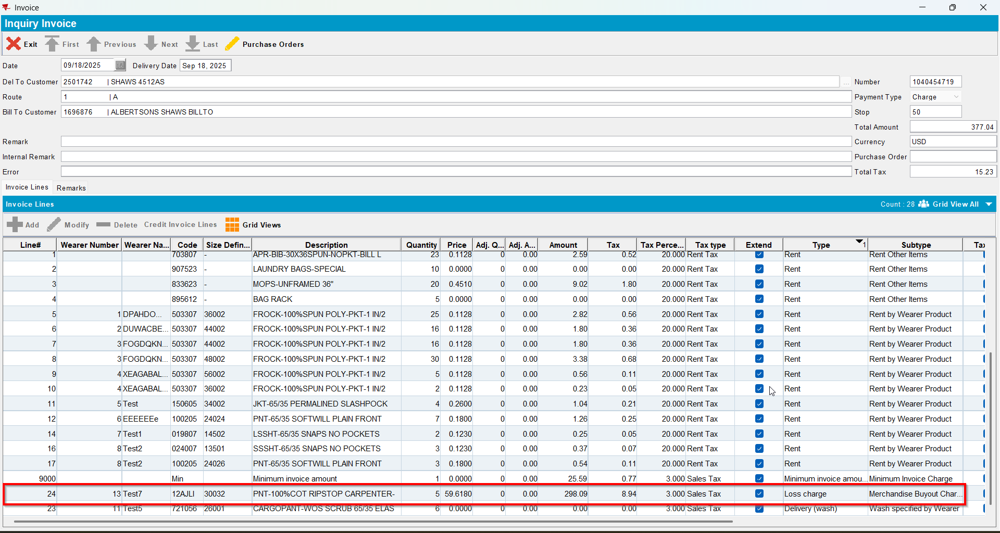 Invoice
Inquiry Invoice
Exit First Previous Next Last Purchase Orders
Date 09/18/2025 Delivery Date Sep 18, 2025
Del To Customer 2501742 | SHAWS 4512AS ... Number 1040454719
Route 1 | A Payment Type Charge
Bill To Customer 1696876 | ALBERTSONS SHAWS BILLTO Stop 50
Total Amount 377.04
Remark Currency USD
Internal Remark Purchase Order
Error Total Tax 15.23
Invoice Lines Remarks
Invoice Lines Count : 28 Grid View All
Add Modify Delete Credit Invoice Lines Grid Views
Line# Wearer Number Wearer Na... Code Size Defin... Description Quantity Price Adj. Q... Adj. A... Amount Tax Tax Perce... Tax type Extend Type 1 Subtype Tax
1 703807 - APR-BIB-30X36SPUN-NOPKT-BILL L 23 0.1128 0 0.00 2.59 0.52 20.000 Rent Tax Rent Rent Other Items
2 907523 - LAUNDRY BAGS-SPECIAL 10 0.0000 0 0.00 0.00 0.00 20.000 Rent Tax Rent Rent Other Items
3 833623 - MOPS-UNFRAMED 36" 20 0.4510 0 0.00 9.02 1.80 20.000 Rent Tax Rent Rent Other Items
4 895612 - BAG RACK 5 0.0000 0 0.00 0.00 0.00 20.000 Rent Tax Rent Rent Other Items
5 1 DPAHDO... 503307 36002 FROCK-100%SPUN POLY-PKT-1 IN/2 25 0.1128 0 0.00 2.82 0.56 20.000 Rent Tax Rent Rent by Wearer Product
6 2 DUWACBE... 503307 44002 FROCK-100%SPUN POLY-PKT-1 IN/2 16 0.1128 0 0.00 1.80 0.36 20.000 Rent Tax Rent Rent by Wearer Product
7 3 FOGDQKN... 503307 44002 FROCK-100%SPUN POLY-PKT-1 IN/2 16 0.1128 0 0.00 1.80 0.36 20.000 Rent Tax Rent Rent by Wearer Product
8 3 FOGDQKN... 503307 48002 FROCK-100%SPUN POLY-PKT-1 IN/2 30 0.1128 0 0.00 3.38 0.68 20.000 Rent Tax Rent Rent by Wearer Product
9 4 XEAGABAL... 503307 56002 FROCK-100%SPUN POLY-PKT-1 IN/2 5 0.1128 0 0.00 0.56 0.11 20.000 Rent Tax Rent Rent by Wearer Product
10 4 XEAGABAL... 503307 36002 FROCK-100%SPUN POLY-PKT-1 IN/2 2 0.1128 0 0.00 0.23 0.05 20.000 Rent Tax Rent Rent by Wearer Product
11 5 Test 150605 34002 JKT-65/35 PERMALINED SLASHPOCK 4 0.2600 0 0.00 1.04 0.21 20.000 Rent Tax Rent Rent by Wearer Product
12 6 EEEEEEe 100205 24024 PNT-65/35 SOFTWILL PLAIN FRONT 7 0.1800 0 0.00 1.26 0.25 20.000 Rent Tax Rent Rent by Wearer Product
14 7 Test1 019807 14502 LSSHT-65/35 SNAPS NO POCKETS 2 0.1230 0 0.00 0.25 0.05 20.000 Rent Tax Rent Rent by Wearer Product
16 8 Test2 024007 13501 SSSHT-65/35 SNAPS NO POCKETS 3 0.1230 0 0.00 0.37 0.07 20.000 Rent Tax Rent Rent by Wearer Product
17 8 Test2 100205 24026 PNT-65/35 SOFTWILL PLAIN FRONT 3 0.1800 0 0.00 0.54 0.11 20.000 Rent Tax Rent Rent by Wearer Product
9000 Min Minimum invoice amount 1 0.0000 0 0.00 25.59 0.77 3.000 Sales Tax Minimum invoice amou... Minimum Invoice Charge
24 13 Test7 12AJLI 30032 PNT-100%COT RIPSTOP CARPENTER- 5 59.6180 0 0.00 298.09 8.94 3.000 Sales Tax Loss charge Merchandise Buyout Char...
23 11 Test5 721056 26001 CARGOPANT-WOS SCRUB 65/35 ELAS 6 0.0000 0 0.00 0.00 0.00 3.000 Sales Tax Delivery (wash) Wash specified by Wearer